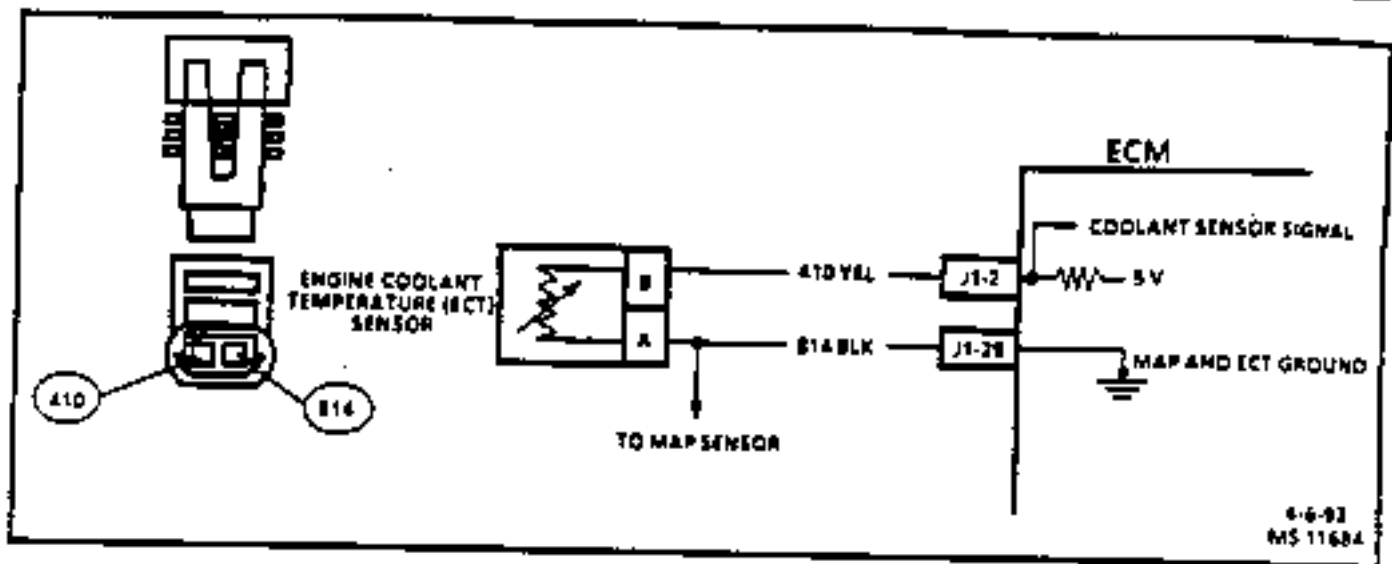 ECM
COOLANT SENSOR SIGNAL
ENGINE COOLANT
TEMPERATURE (ECT)
SENSOR
B
410 YEL
J1-2
5 V
A
814 BLK
MAP AND ECT GROUND
410
814
TO MAP SENSOR
MS 11684